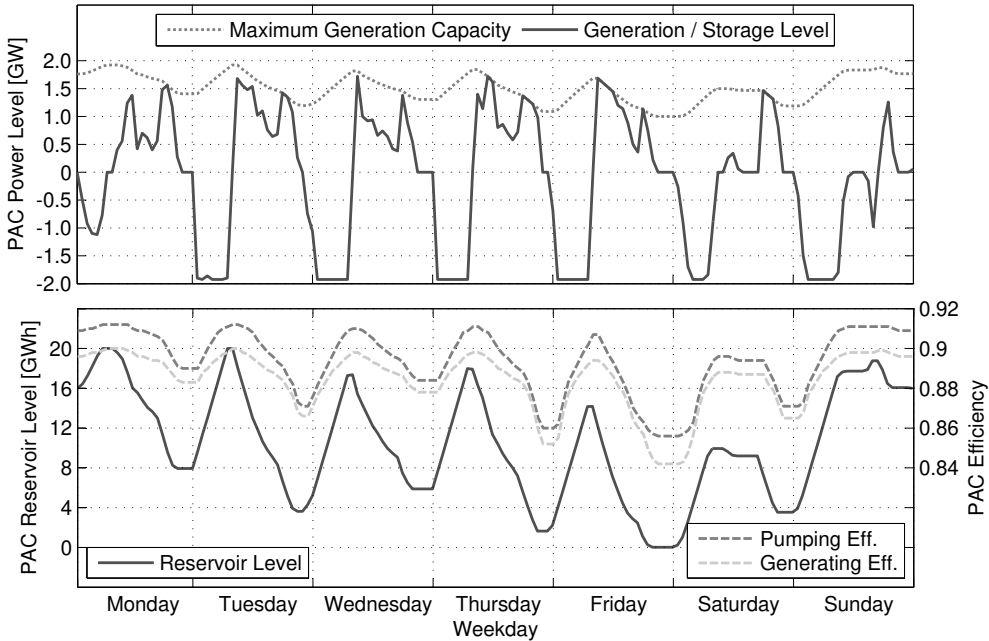 Maximum Generation Capacity
Generation / Storage Level
PAC Power Level [GW]
2.0
1.5
1.0
0.5
0
-0.5
-1.0
-1.5
-2.0
PAC Reservoir Level [GWh]
20
16
12
8
4
0
0.92
0.9
0.88
0.86
0.84
PAC Efficiency
Reservoir Level
Pumping Eff.
Generating Eff.
Monday Tuesday Wednesday Thursday Friday Saturday Sunday
Weekday